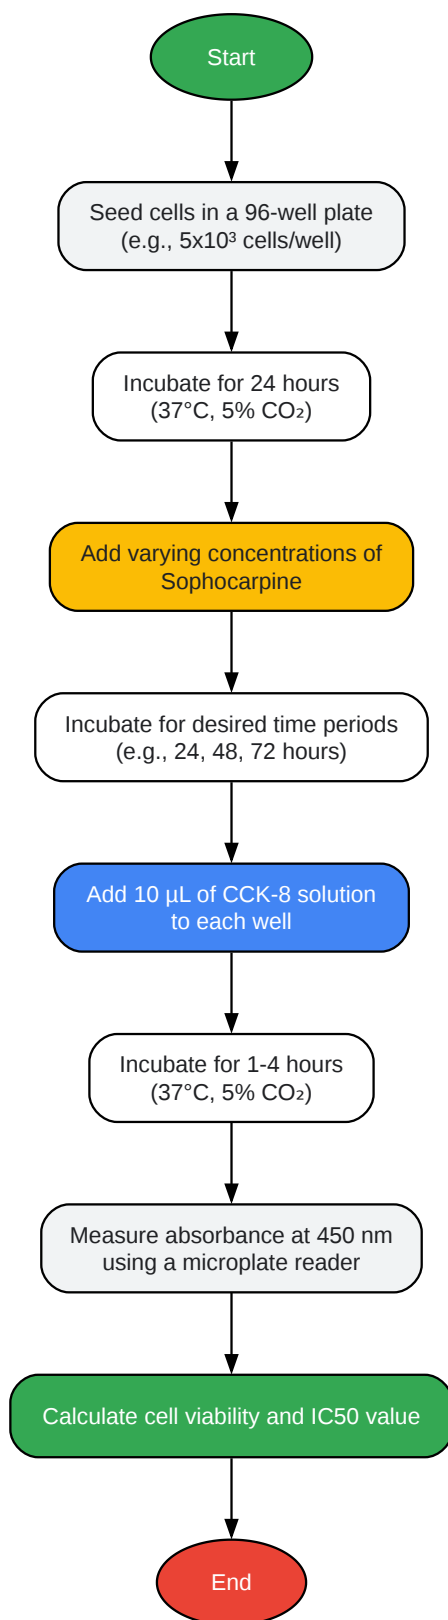 Start
Seed cells in a 96-well plate
(e.g., 5x10³ cells/well)
Incubate for 24 hours
(37°C, 5% CO₂)
Add varying concentrations of
Sophocarpine
Incubate for desired time periods
(e.g., 24, 48, 72 hours)
Add 10 µL of CCK-8 solution
to each well
Incubate for 1-4 hours
(37°C, 5% CO₂)
Measure absorbance at 450 nm
using a microplate reader
Calculate cell viability and IC50 value
End